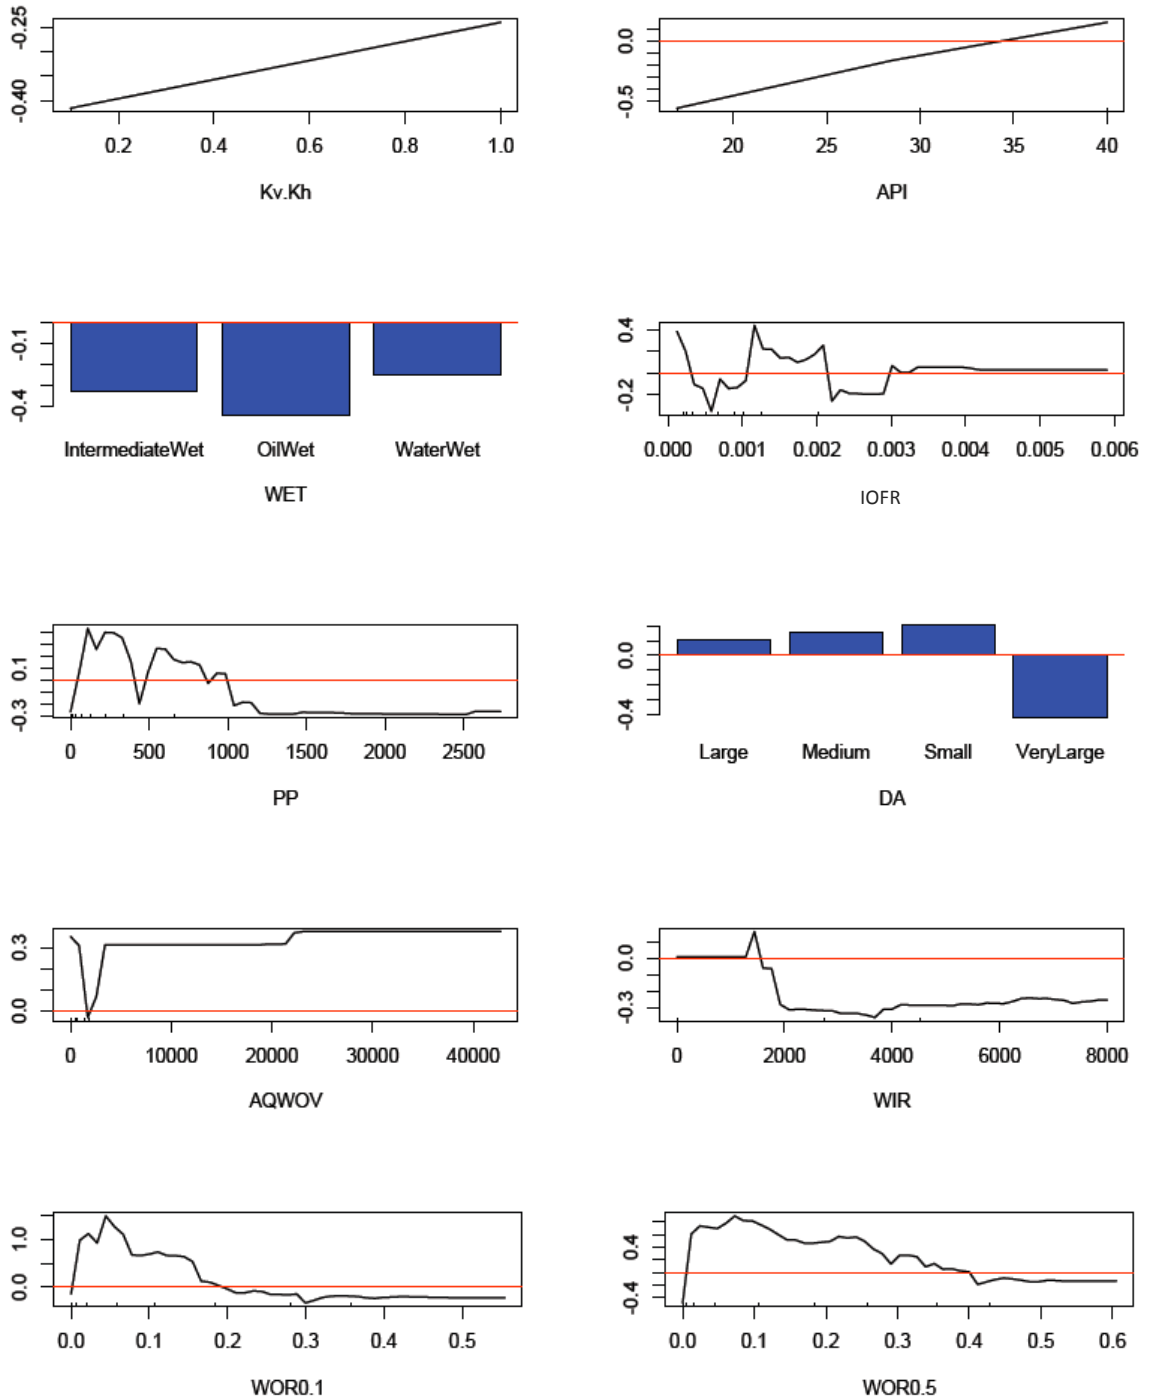 -0.25
-0.40
0.2 0.4 0.6 0.8 1.0
Kv.Kh
0.0
-0.5
20 25 30 35 40
API
-0.1
-0.4
IntermediateWet OilWet WaterWet
WET
0.4
-0.2
0.000 0.001 0.002 0.003 0.004 0.005 0.006
IOFR
0.1
-0.3
0 500 1000 1500 2000 2500
PP
0.0
-0.4
Large Medium Small VeryLarge
DA
0.3
0.0
0 10000 20000 30000 40000
AQWOV
0.0
-0.3
0 2000 4000 6000 8000
WIR
1.0
0.0
0.0 0.1 0.2 0.3 0.4 0.5
WOR0.1
0.4
-0.4
0.0 0.1 0.2 0.3 0.4 0.5 0.6
WOR0.5